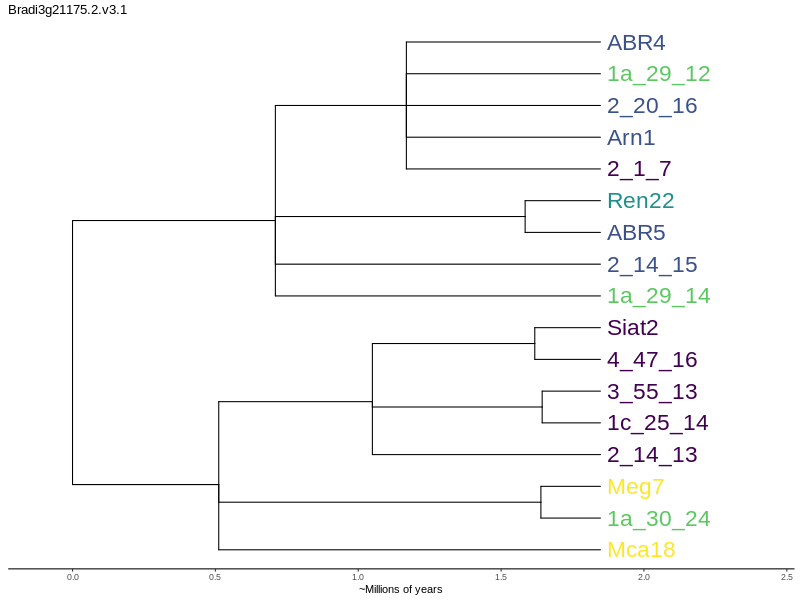 Bradi3g21175.2.v3.1
ABR4
1a_29_12
2_20_16
Arn1
2_1_7
Ren22
ABR5
2_14_15
1a_29_14
Siat2
4_47_16
3_55_13
1c_25_14
2_14_13
Meg7
1a_30_24
Mca18
0.0 0.5 1.0 1.5 2.0 2.5
~Millions of years